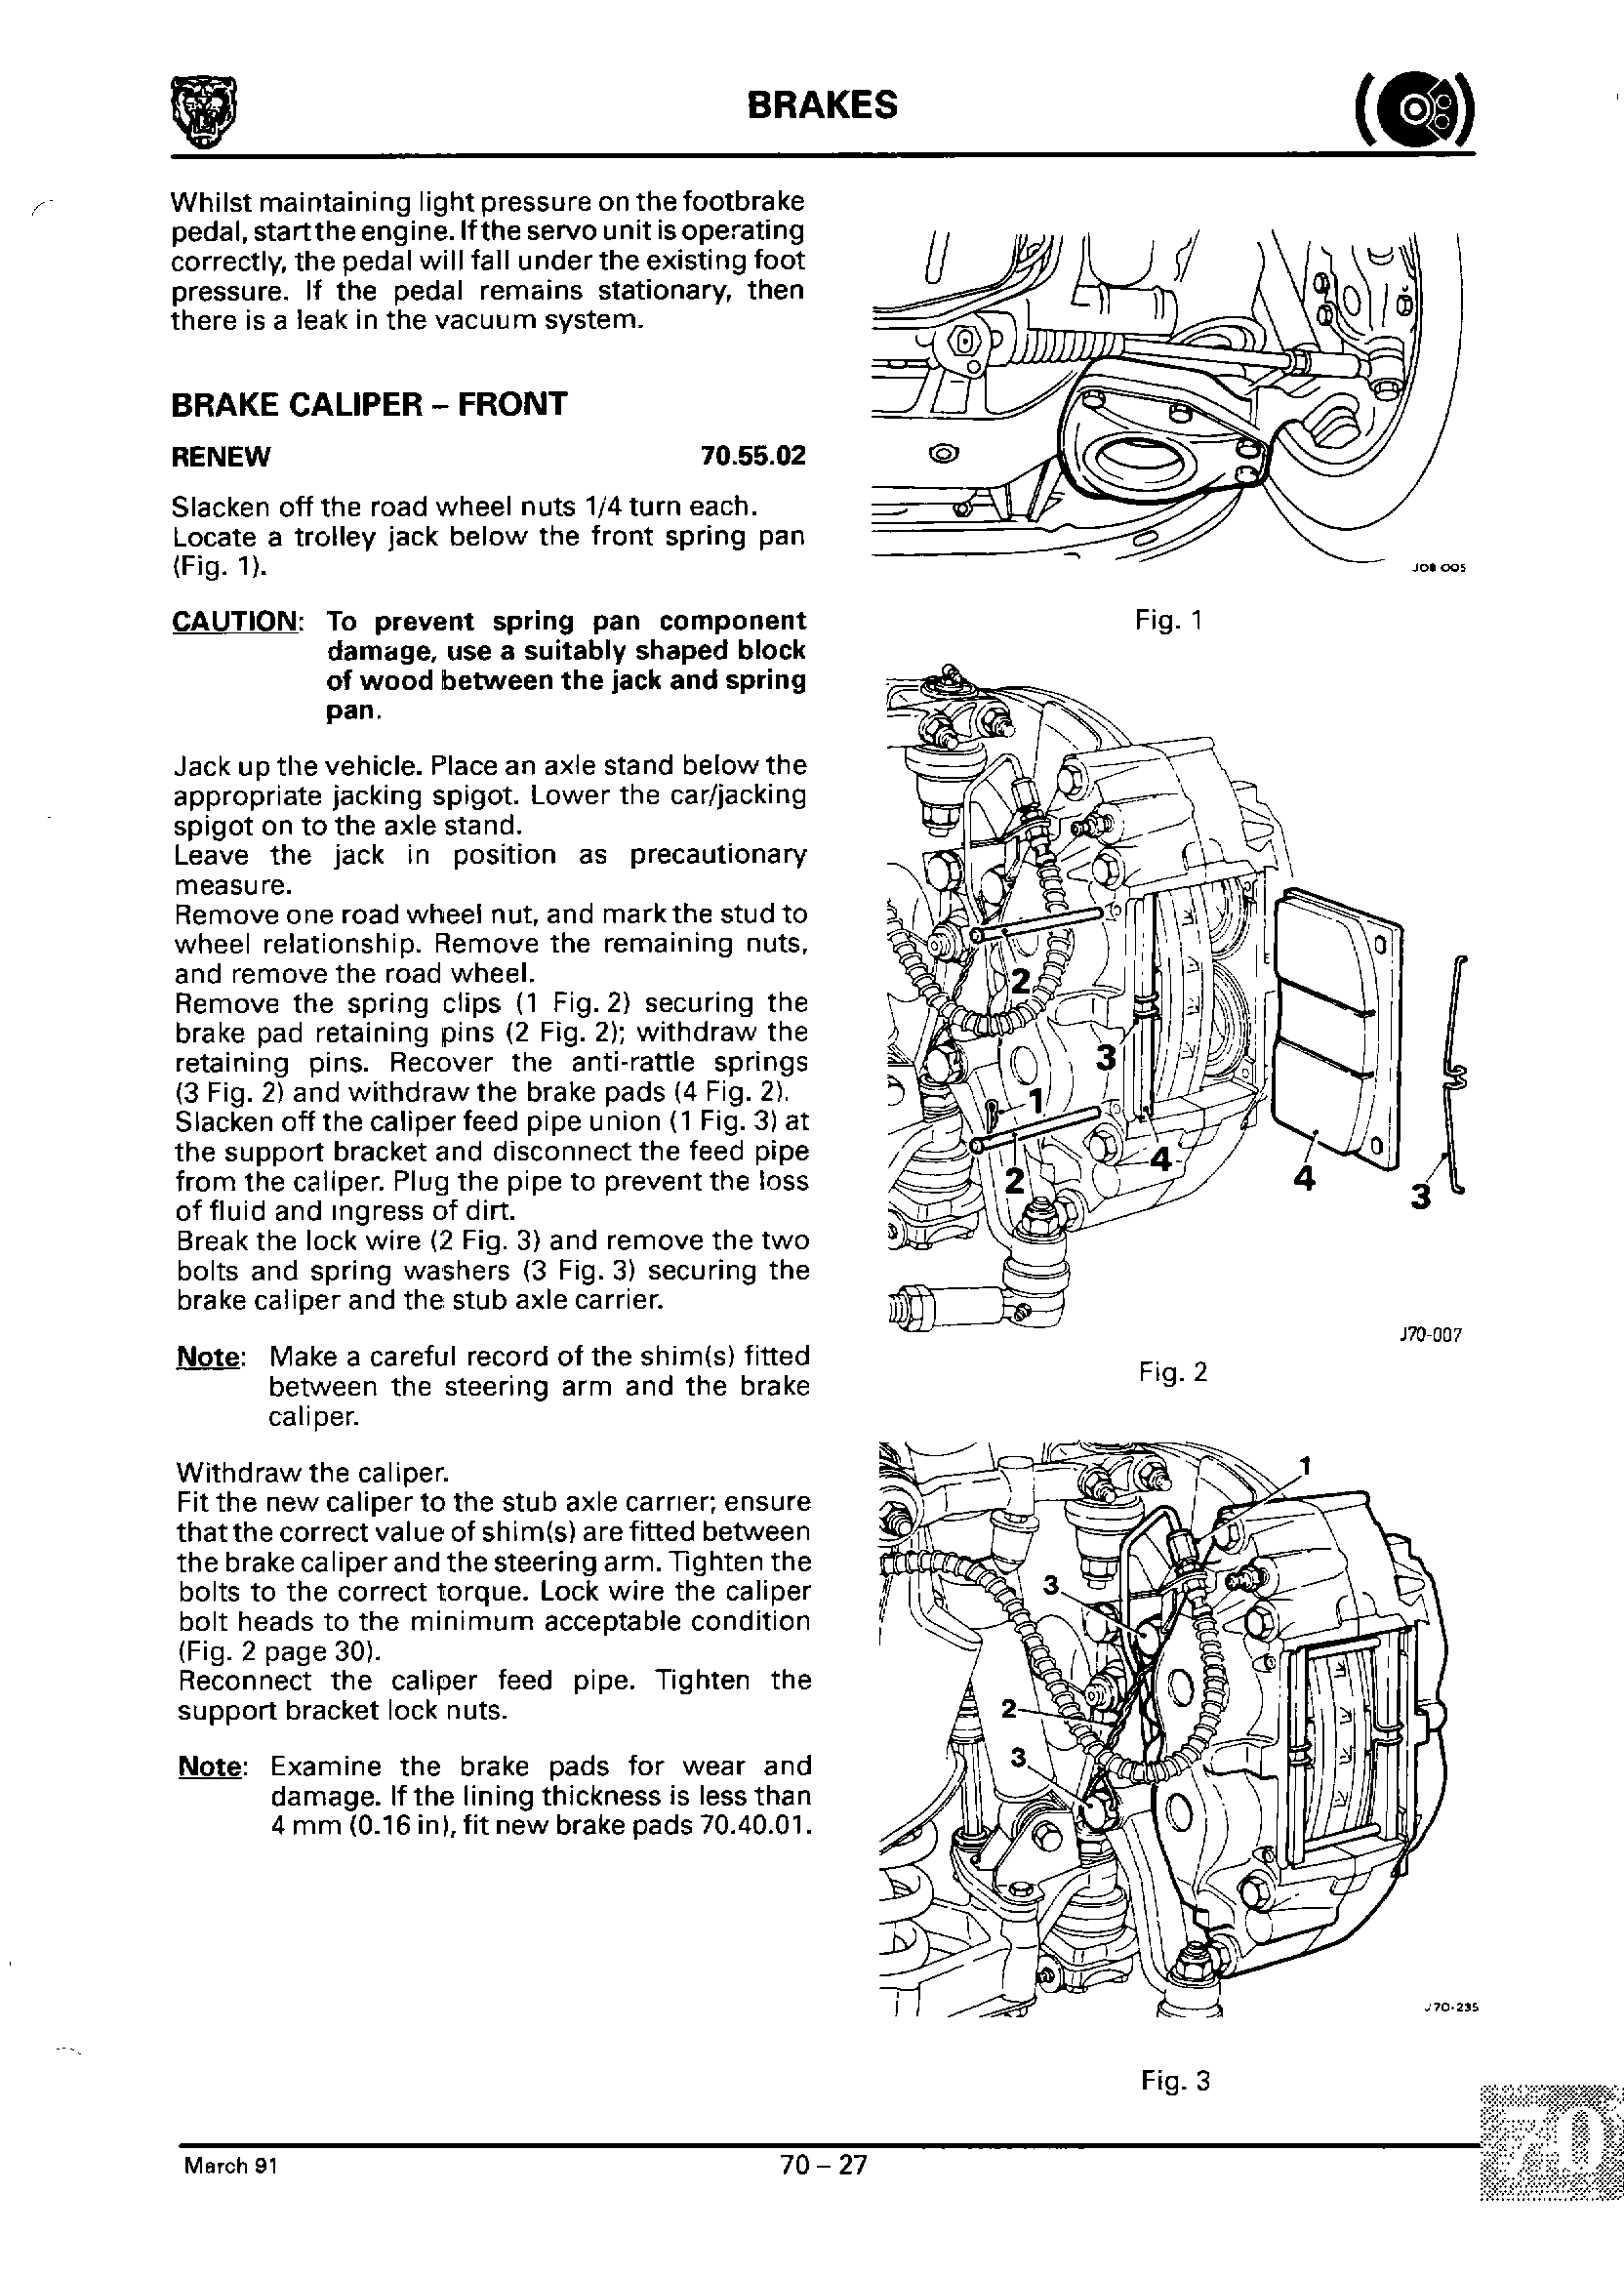 BRAKES
Whilst maintaining light pressure on the footbrake
pedal, start the engine. If the servo unit is operating
correctly, the pedal will fall under the existing foot
pressure. If the pedal remains stationary, then
there is a leak in the vacuum system.
BRAKE CALIPER – FRONT
RENEW 70.55.02
Slacken off the road wheel nuts 1/4 turn each.
Locate a trolley jack below the front spring pan
(Fig. 1).
CAUTION: To prevent spring pan component
damage, use a suitably shaped block
of wood between the jack and spring
pan.
Jack up the vehicle. Place an axle stand below the
appropriate jacking spigot. Lower the car/jacking
spigot on to the axle stand.
Leave the jack in position as precautionary
measure.
Remove one road wheel nut, and mark the stud to
wheel relationship. Remove the remaining nuts,
and remove the road wheel.
Remove the spring clips (1 Fig. 2) securing the
brake pad retaining pins (2 Fig. 2); withdraw the
retaining pins. Recover the anti-rattle springs
(3 Fig. 2) and withdraw the brake pads (4 Fig. 2).
Slacken off the caliper feed pipe union (1 Fig. 3) at
the support bracket and disconnect the feed pipe
from the caliper. Plug the pipe to prevent the loss
of fluid and ingress of dirt.
Break the lock wire (2 Fig. 3) and remove the two
bolts and spring washers (3 Fig. 3) securing the
brake caliper and the stub axle carrier.
Note: Make a careful record of the shim(s) fitted
between the steering arm and the brake
caliper.
Withdraw the caliper.
Fit the new caliper to the stub axle carrier; ensure
that the correct value of shim(s) are fitted between
the brake caliper and the steering arm. Tighten the
bolts to the correct torque. Lock wire the caliper
bolt heads to the minimum acceptable condition
(Fig. 2 page 30).
Reconnect the caliper feed pipe. Tighten the
support bracket lock nuts.
Note: Examine the brake pads for wear and
damage. If the lining thickness is less than
4 mm (0.16 in), fit new brake pads 70.40.01.
J08 005
Fig. 1
2
3
1
2
4
4
3
J70-007
Fig. 2
1
3
2
3
J70-235
Fig. 3
70
March 91
70 – 27